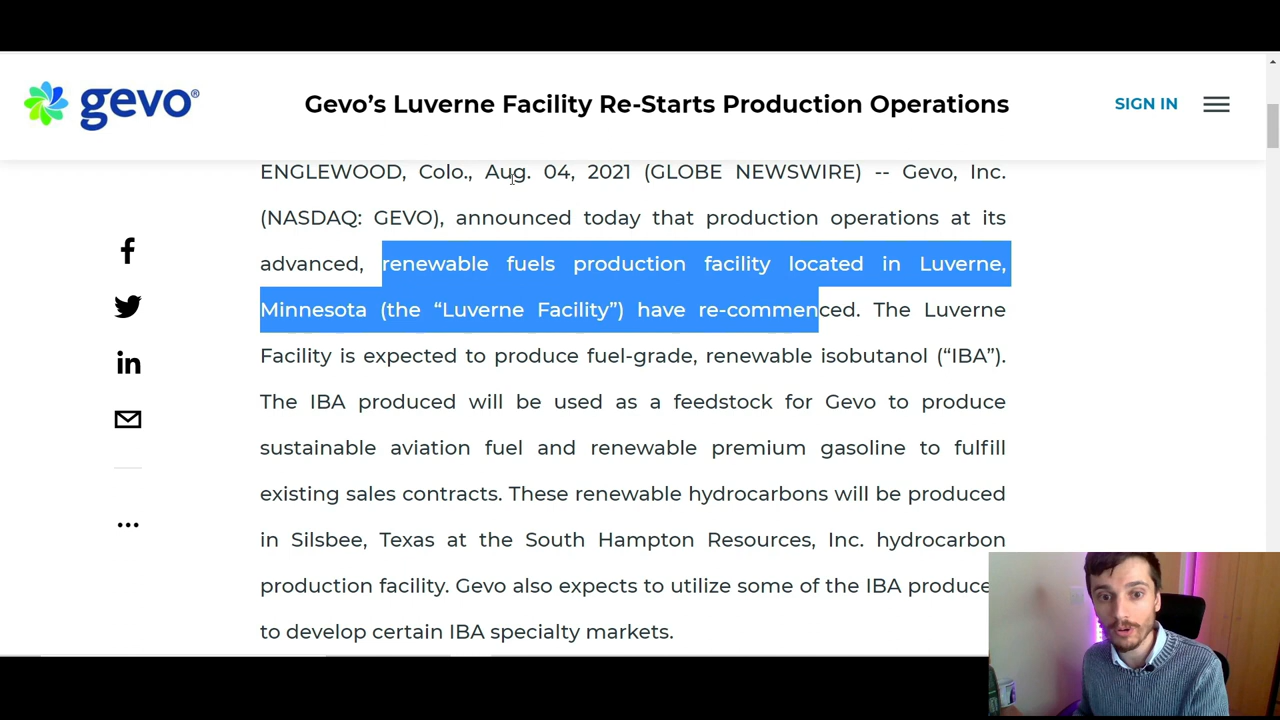 gevo®
Gevo’s Luverne Facility Re-Starts Production Operations
SIGN IN
ENGLEWOOD, Colo., Aug. 04, 2021 (GLOBE NEWSWIRE) -- Gevo, Inc.
(NASDAQ: GEVO), announced today that production operations at its
advanced, renewable fuels production facility located in Luverne,
Minnesota (the “Luverne Facility”) have re-commenced. The Luverne
Facility is expected to produce fuel-grade, renewable isobutanol (“IBA”).
The IBA produced will be used as a feedstock for Gevo to produce
sustainable aviation fuel and renewable premium gasoline to fulfill
existing sales contracts. These renewable hydrocarbons will be produced
in Silsbee, Texas at the South Hampton Resources, Inc. hydrocarbon
production facility. Gevo also expects to utilize some of the IBA produce
to develop certain IBA specialty markets.